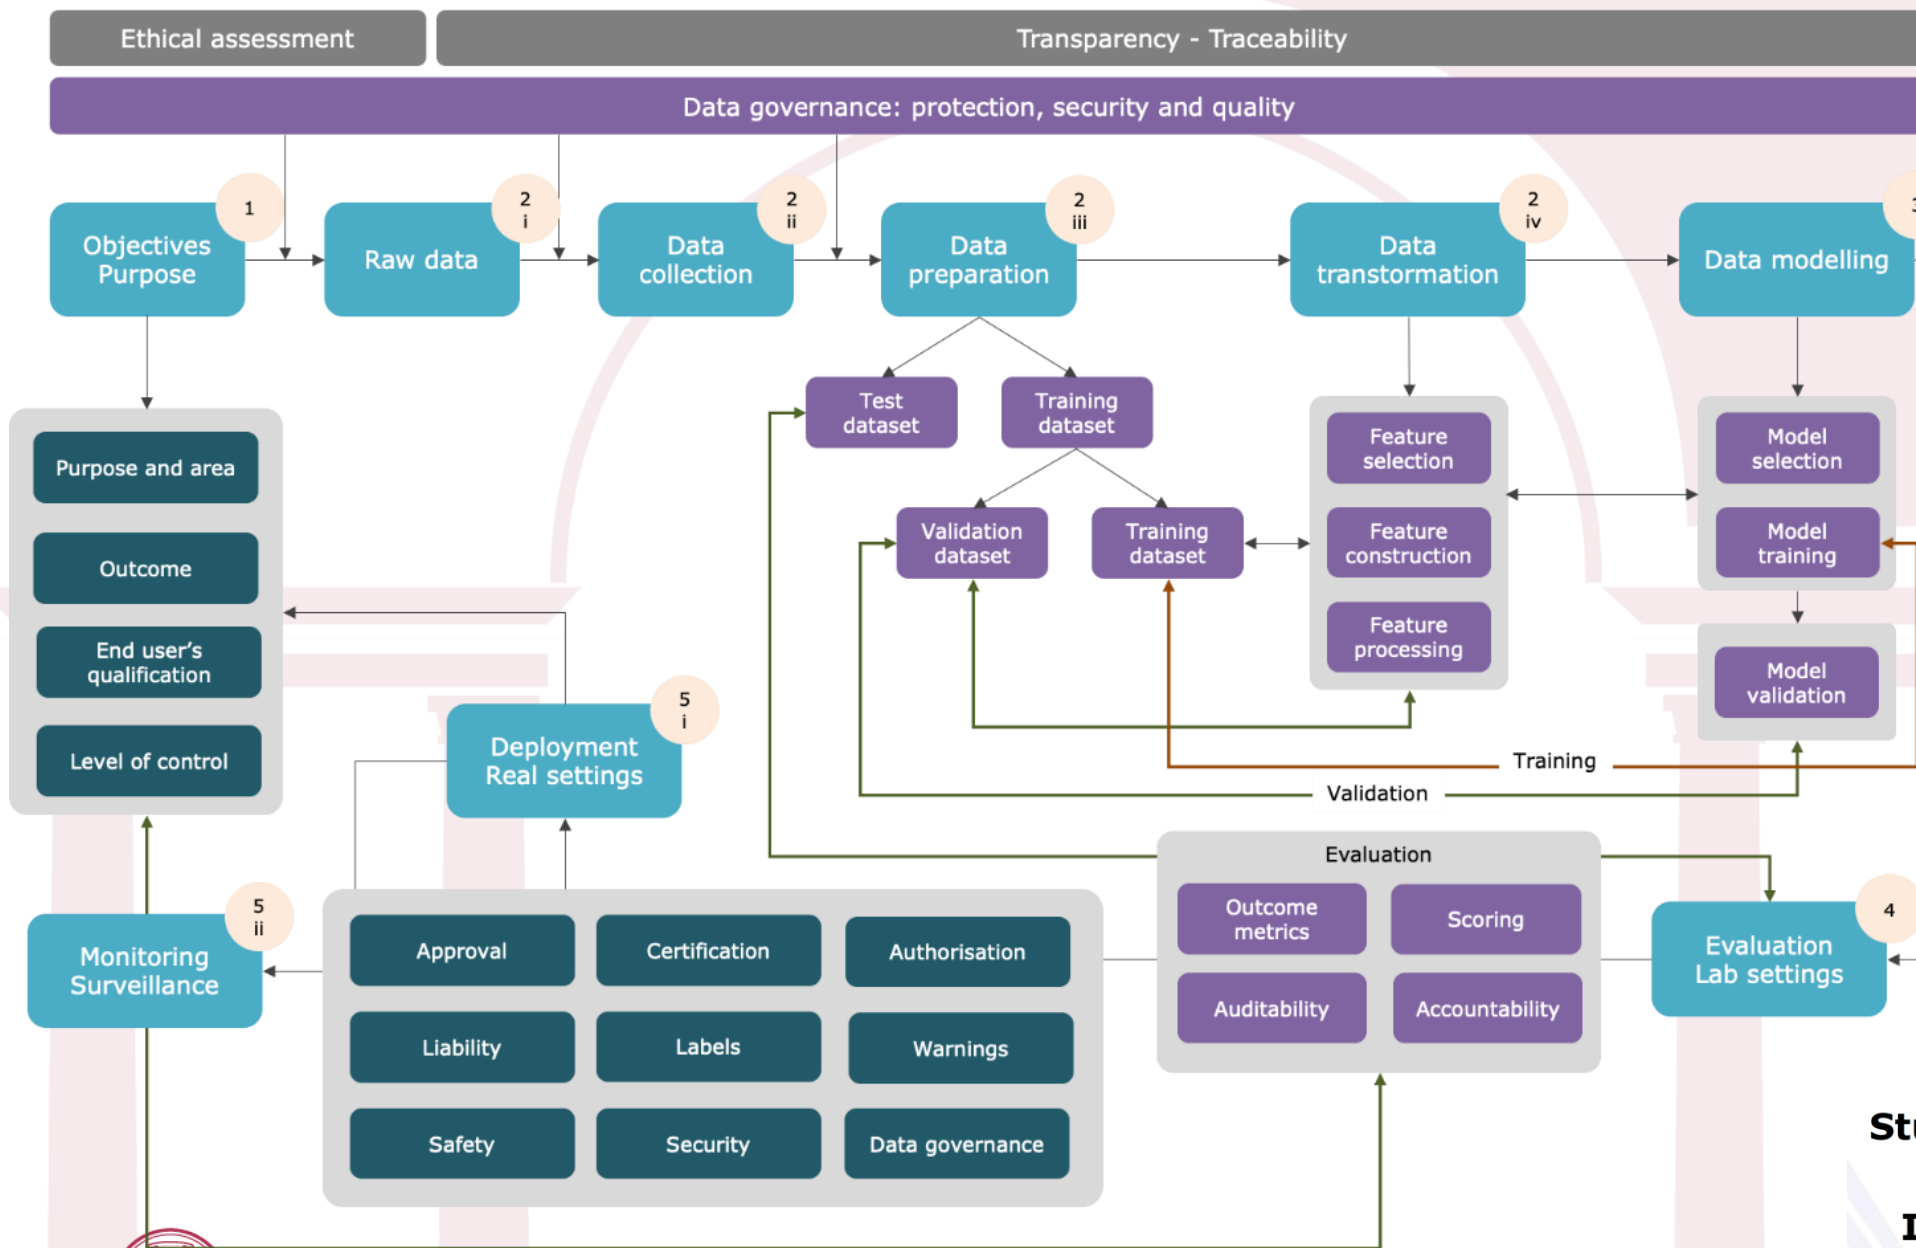 Ethical assessment
Transparency - Traceability
Data governance: protection, security and quality
1
Objectives
Purpose
2
i
Raw data
2
ii
Data
collection
2
iii
Data
preparation
2
iv
Data
transtormation
Data modelling
Test
dataset
Training
dataset
Validation
dataset
Training
dataset
Feature
selection
Feature
construction
Feature
processing
Model
selection
Model
training
Model
validation
Purpose and area
Outcome
End user's
qualification
Level of control
5
i
Deployment
Real settings
Training
Validation
Evaluation
Outcome
metrics
Scoring
Auditability
Accountability
4
Evaluation
Lab settings
5
ii
Monitoring
Surveillance
Approval
Certification
Authorisation
Liability
Labels
Warnings
Safety
Security
Data governance